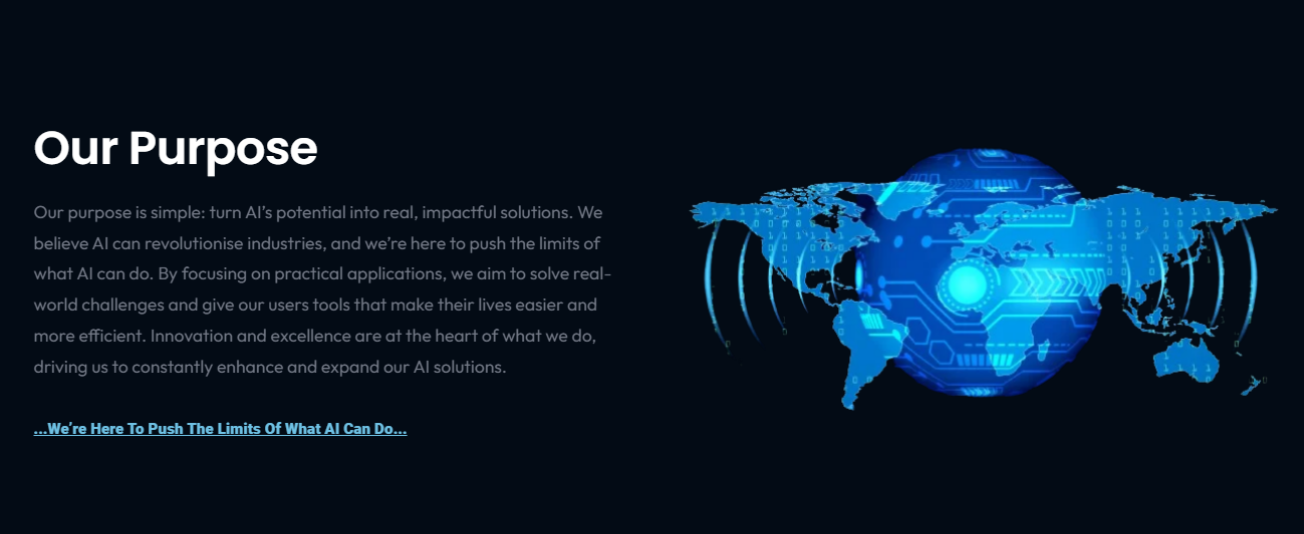 Our Purpose
Our purpose is simple: turn AI's potential into real, impactful solutions. We
believe AI can revolutionise industries, and we're here to push the limits of
what AI can do. By focusing on practical applications, we aim to solve real-
world challenges and give our users tools that make their lives easier and
more efficient. Innovation and excellence are at the heart of what we do,
driving us to constantly enhance and expand our AI solutions.
...We're Here To Push The Limits Of What AI Can Do...